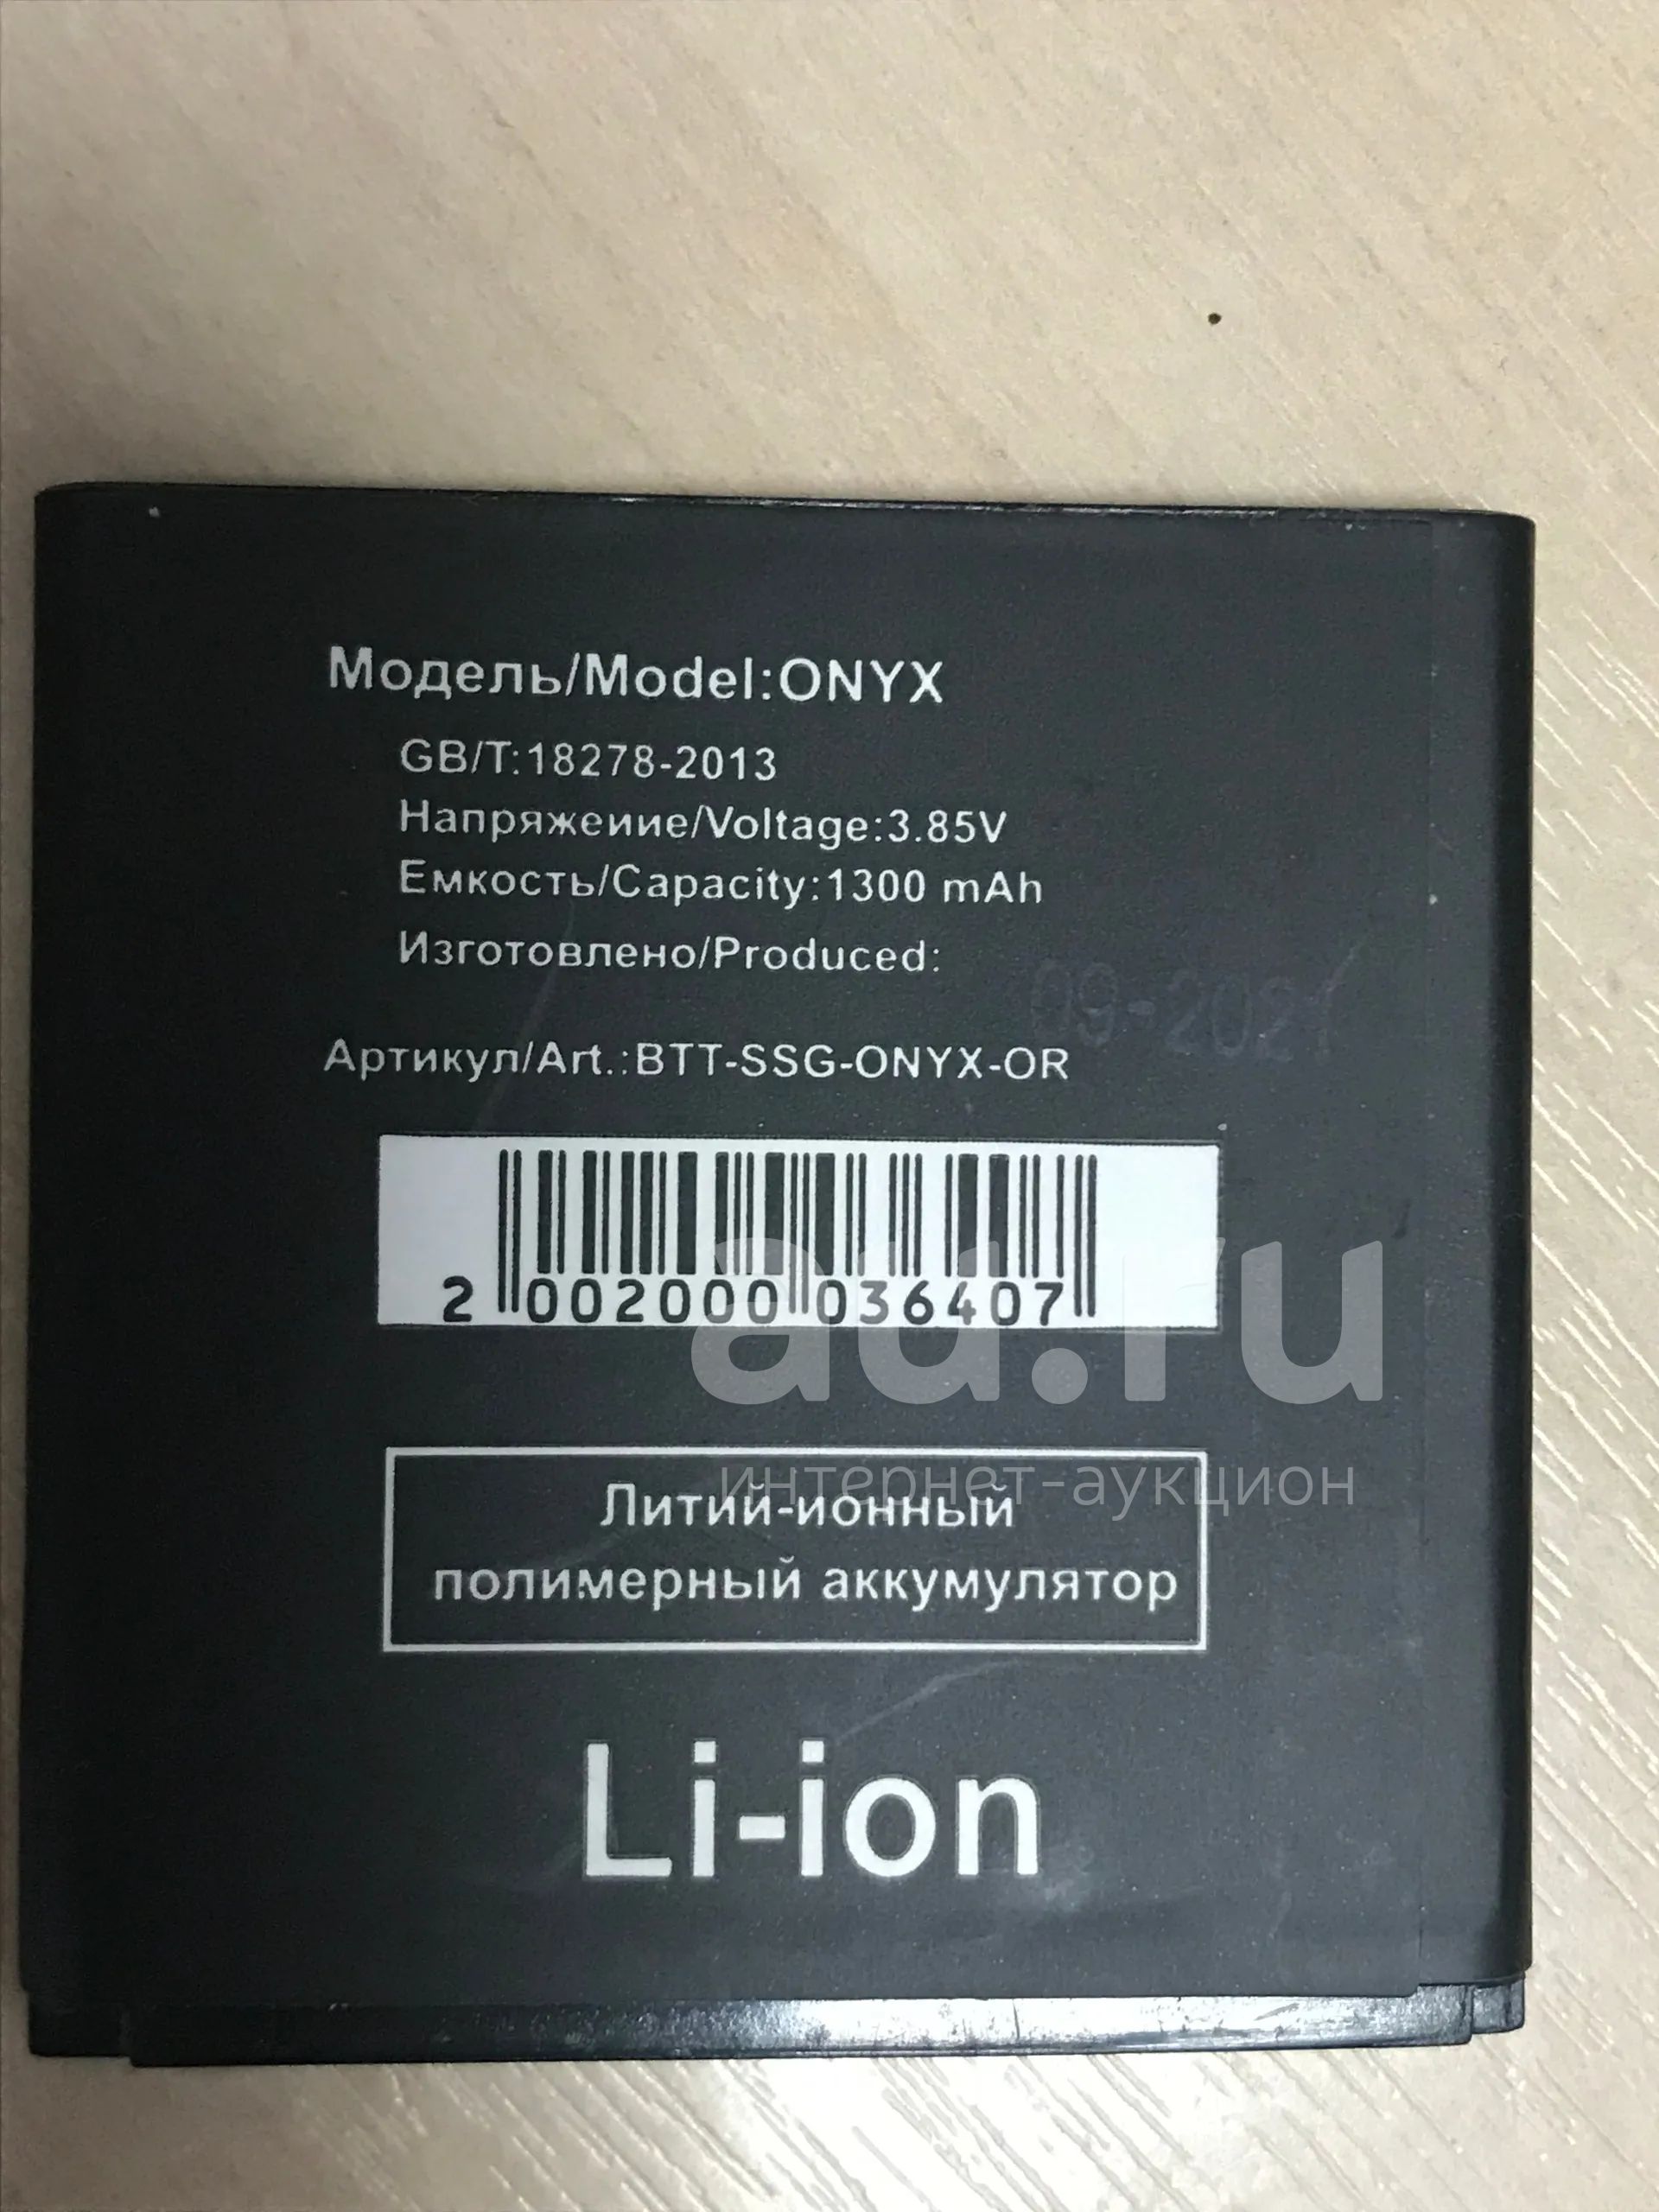 Модель/Model:ONYX
GB/T:18278-2013
Напряжеиие/Voltage:3.85V
Емкость/Capacity:1300 mAh
Изготовлено/Produced:
09-2021
Артикул/Art.:BTT-SSG-ONYX-OR
2 002000 036407
au.ru
интернет-аукцион
Литий-ионный
полимерный аккумулятор
Li-ion